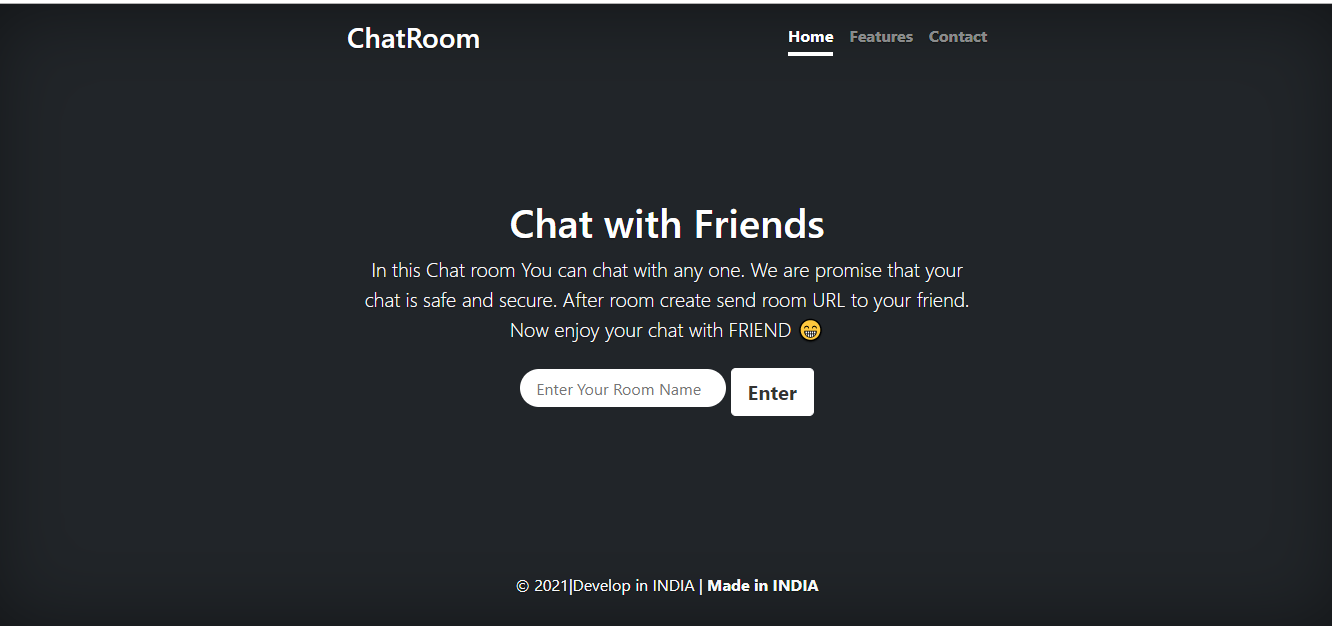 ChatRoom
Home Features Contact
Chat with Friends
In this Chat room You can chat with any one. We are promise that your
chat is safe and secure. After room create send room URL to your friend.
Now enjoy your chat with FRIEND 😁
Enter Your Room Name
Enter
© 2021|Develop in INDIA | Made in INDIA